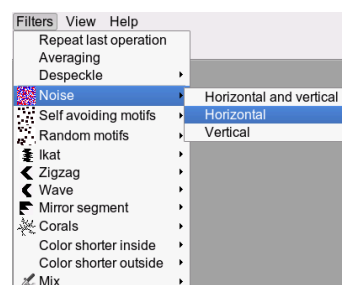 Filters View Help
Repeat last operation
Averaging
Despeckle
Noise
Horizontal and vertical
Self avoiding motifs
Horizontal
Random motifs
Vertical
Ikat
Zigzag
Wave
Mirror segment
Corals
Color shorter inside
Color shorter outside
Mix